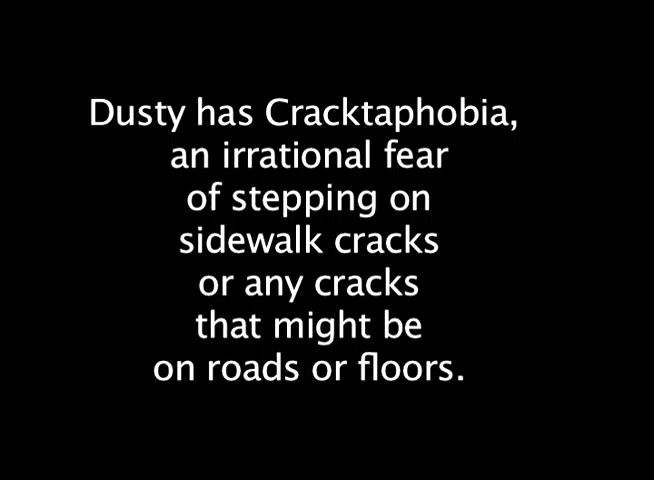 Dusty has Cracktaphobia,
an irrational fear
of stepping on
sidewalk cracks
or any cracks
that might be
on roads or floors.